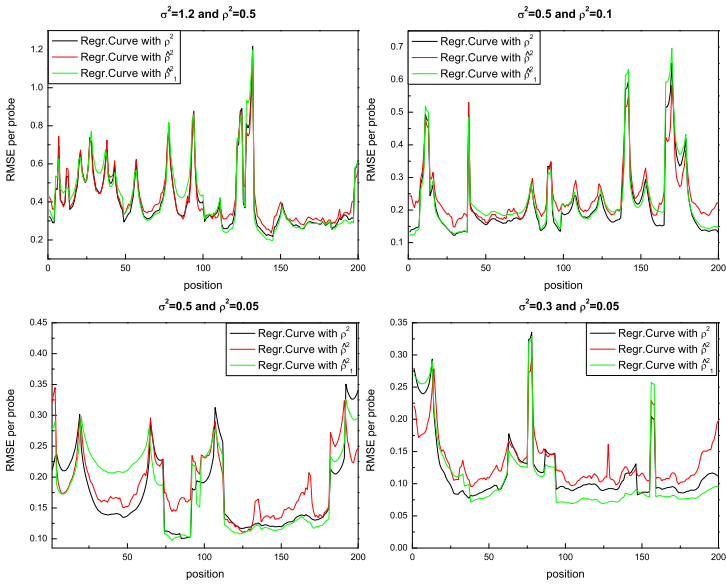 σ²=1.2 and ρ²=0.5
Regr.Curve with ρ²
Regr.Curve with ρ̂²
Regr.Curve with ρ̂²₁
RMSE per probe
1.2
1.0
0.8
0.6
0.4
0.2
0 50 100 150 200
position
σ²=0.5 and ρ²=0.1
Regr.Curve with ρ²
Regr.Curve with ρ̂²
Regr.Curve with ρ̂²₁
RMSE per probe
0.7
0.6
0.5
0.4
0.3
0.2
0.1
0 50 100 150 200
position
σ²=0.5 and ρ²=0.05
Regr.Curve with ρ²
Regr.Curve with ρ̂²
Regr.Curve with ρ̂²₁
RMSE per probe
0.45
0.40
0.35
0.30
0.25
0.20
0.15
0.10
50 100 150 200
position
σ²=0.3 and ρ²=0.05
Regr.Curve with ρ²
Regr.Curve with ρ̂²
Regr.Curve with ρ̂²₁
RMSE per probe
0.35
0.30
0.25
0.20
0.15
0.10
0.05
0.00
0 50 100 150 200
position